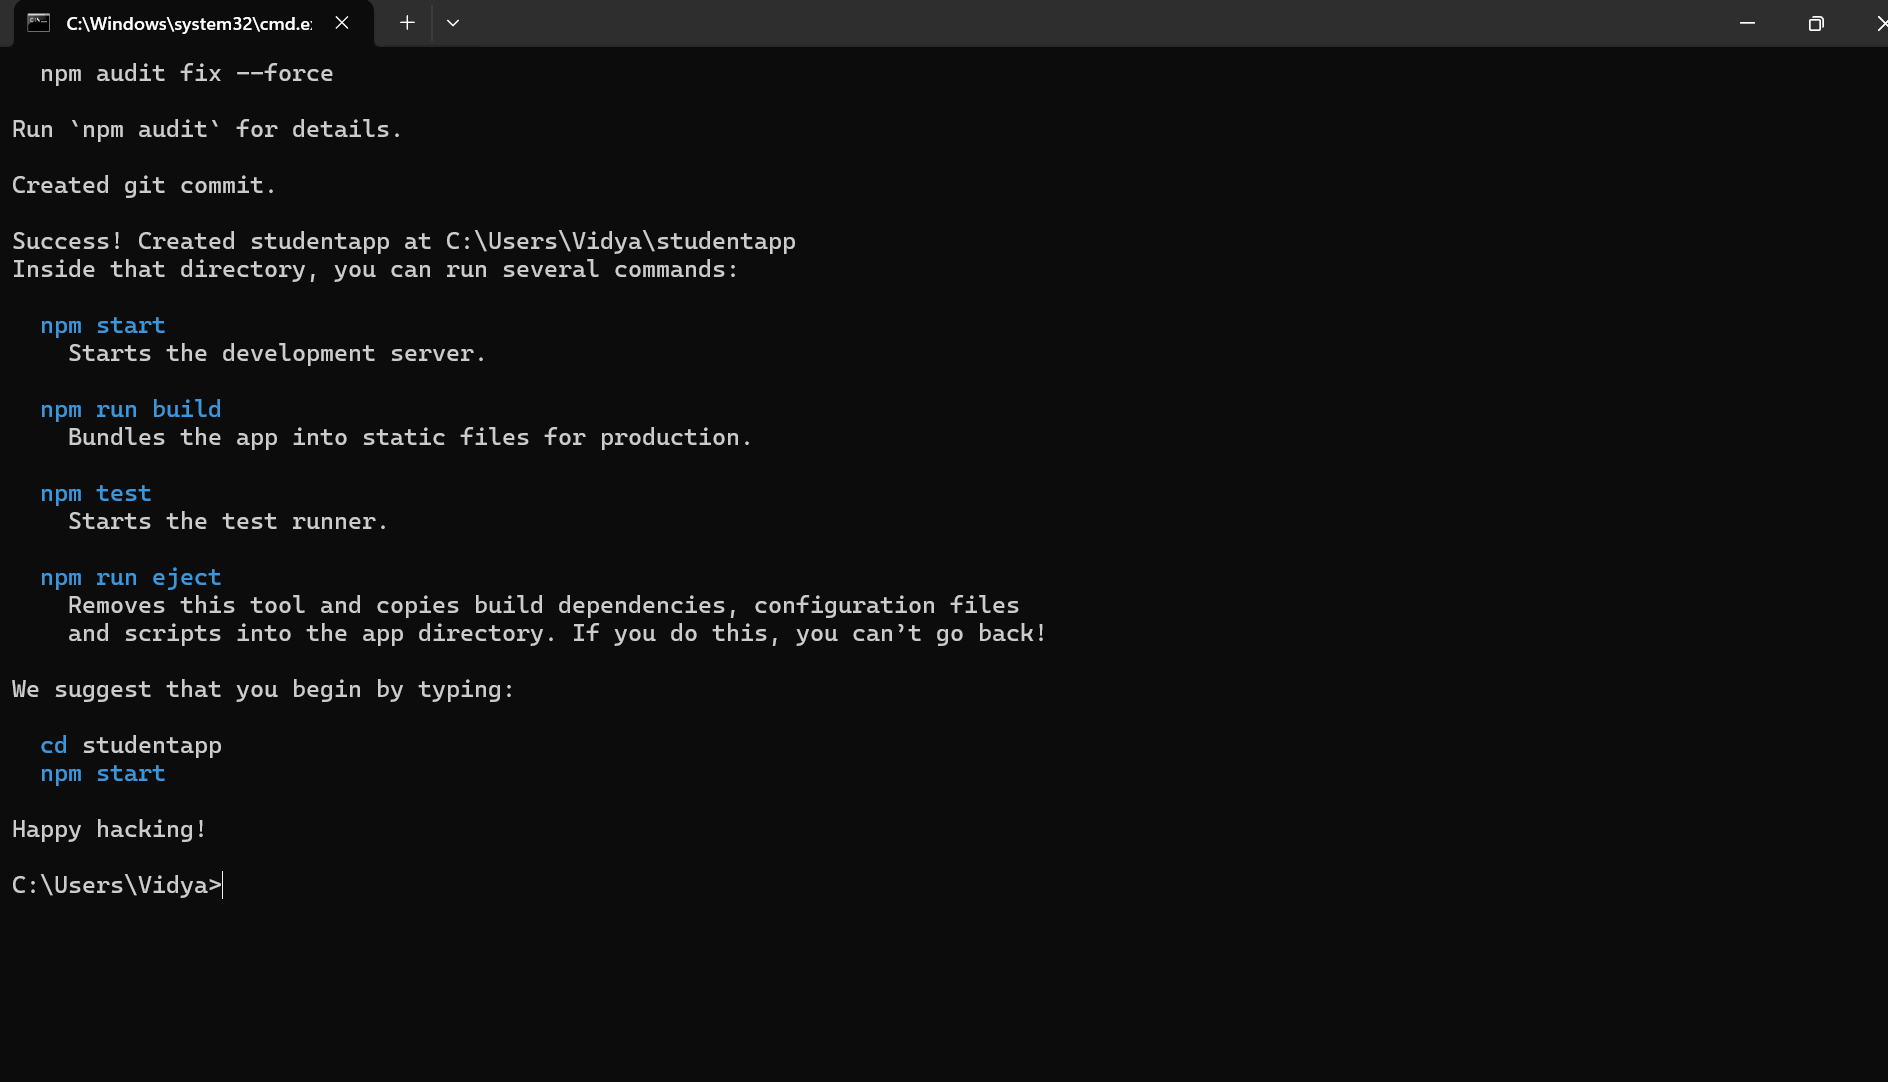 C:\Windows\system32\cmd.e
npm audit fix --force
Run `npm audit` for details.
Created git commit.
Success! Created studentapp at C:\Users\Vidya\studentapp
Inside that directory, you can run several commands:
npm start
Starts the development server.
npm run build
Bundles the app into static files for production.
npm test
Starts the test runner.
npm run eject
Removes this tool and copies build dependencies, configuration files
and scripts into the app directory. If you do this, you can’t go back!
We suggest that you begin by typing:
cd studentapp
npm start
Happy hacking!
C:\Users\Vidya>